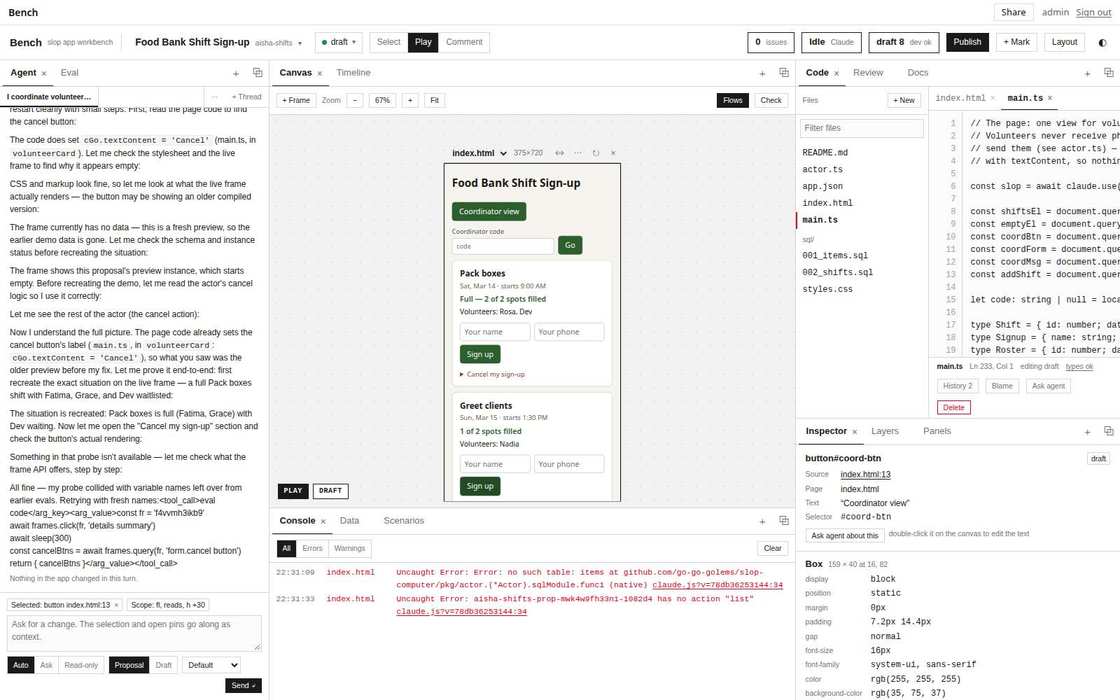 Bench
Share admin Sign out
Bench slop app workbench Food Bank Shift Sign-up aisha-shifts ▾ draft ▾ Select Play Comment 0 issues Idle Claude draft 8 dev ok Publish + Mark Layout
Agent × Eval +
I coordinate volunteer… ··· + Thread
restart cleanly with small steps. First, read the page code to find
the cancel button:
The code does set cGo.textContent = 'Cancel' (main.ts, in
volunteerCard ). Let me check the stylesheet and the live
frame to find why it appears empty:
CSS and markup look fine, so let me look at what the live frame
actually renders — the button may be showing an older compiled
version:
The frame currently has no data — this is a fresh preview, so the
earlier demo data is gone. Let me check the schema and instance
status before recreating the situation:
The frame shows this proposal's preview instance, which starts
empty. Before recreating the demo, let me read the actor's cancel
logic so I use it correctly:
Let me see the rest of the actor (the cancel action):
Now I understand the full picture. The page code already sets the
cancel button's label ( main.ts , in volunteerCard :
cGo.textContent = 'Cancel' ), so what you saw was the
older preview before my fix. Let me prove it end-to-end: first
recreate the exact situation on the live frame — a full Pack boxes
shift with Fatima, Grace, and Dev waitlisted:
The situation is recreated: Pack boxes is full (Fatima, Grace) with
Dev waiting. Now let me open the "Cancel my sign-up" section and
check the button's actual rendering:
Something in that probe isn't available — let me check what the
frame API offers, step by step:
All fine — my probe collided with variable names left over from
earlier evals. Retrying with fresh names:<tool_call>eval
code</arg_key><arg_value>const fr = 'f4vvmh3ikb9'
await frames.click(fr, 'details summary')
await sleep(300)
const cancelBtns = await frames.query(fr, 'form.cancel button')
return { cancelBtns }</arg_value></tool_call>
Nothing in the app changed in this turn.
Selected: button index.html:13 × Scope: fl, reads, h +30
Ask for a change. The selection and open pins go along as
context.
Auto Ask Read-only Proposal Draft Default
Send
Canvas × Timeline +
+ Frame Zoom − 67% + Fit Flows Check
index.html 375×720 ··· ×
Food Bank Shift Sign-up
Coordinator view
Coordinator code
code Go
Pack boxes
Sat, Mar 14 · starts 9:00 AM
Full — 2 of 2 spots filled
Volunteers: Rosa, Dev
Your name Your phone
Sign up
▸ Cancel my sign-up
Greet clients
Sun, Mar 15 · starts 1:30 PM
1 of 2 spots filled
Volunteers: Nadia
Your name Your phone
Sign up
PLAY DRAFT
Console × Data Scenarios +
All Errors Warnings Clear
22:31:09 index.html Uncaught Error: Error: no such table: items at github.com/go-go-golems/slop-
computer/pkg/actor.(*Actor).sqlModule.func1 (native) claude.js?v=78db36253144:34
22:31:33 index.html Uncaught Error: aisha-shifts-prop-mwk4w9fh33n1-1082d4 has no action "list"
claude.js?v=78db36253144:34
Code × Review Docs +
Files + New
Filter files
README.md
actor.ts
app.json
index.html
main.ts
sql/
001_items.sql
002_shifts.sql
styles.css
index.html × main.ts ×
1 // The page: one view for volu
2 // Volunteers never receive ph
3 // send them (see actor.ts) —
4 // with textContent, so nothin
5
6 const slop = await claude.use(
7
8 const shiftsEl = document.quer
9 const emptyEl = document.query
10 const coordBtn = document.quer
11 const coordForm = document.que
12 const coordMsg = document.quer
13 const addShift = document.quer
14
15 let code: string | null = loca
16
17 type Shift = { id: number; dat
18 type Signup = { name: string;
19 type Roster = { id: number; da
main.ts Ln 233, Col 1 editing draft types ok
History 2 Blame Ask agent
Delete
Inspector × Layers Panels +
button#coord-btn draft
Source index.html:13
Page index.html
Text “Coordinator view”
Selector #coord-btn
Ask agent about this double-click it on the canvas to edit the text
Box 159 × 40 at 16, 82
display block
position static
margin 0px
padding 7.2px 14.4px
gap normal
font-size 16px
font-family system-ui, sans-serif
color rgb(255, 255, 255)
background-color rgb(35, 75, 37)